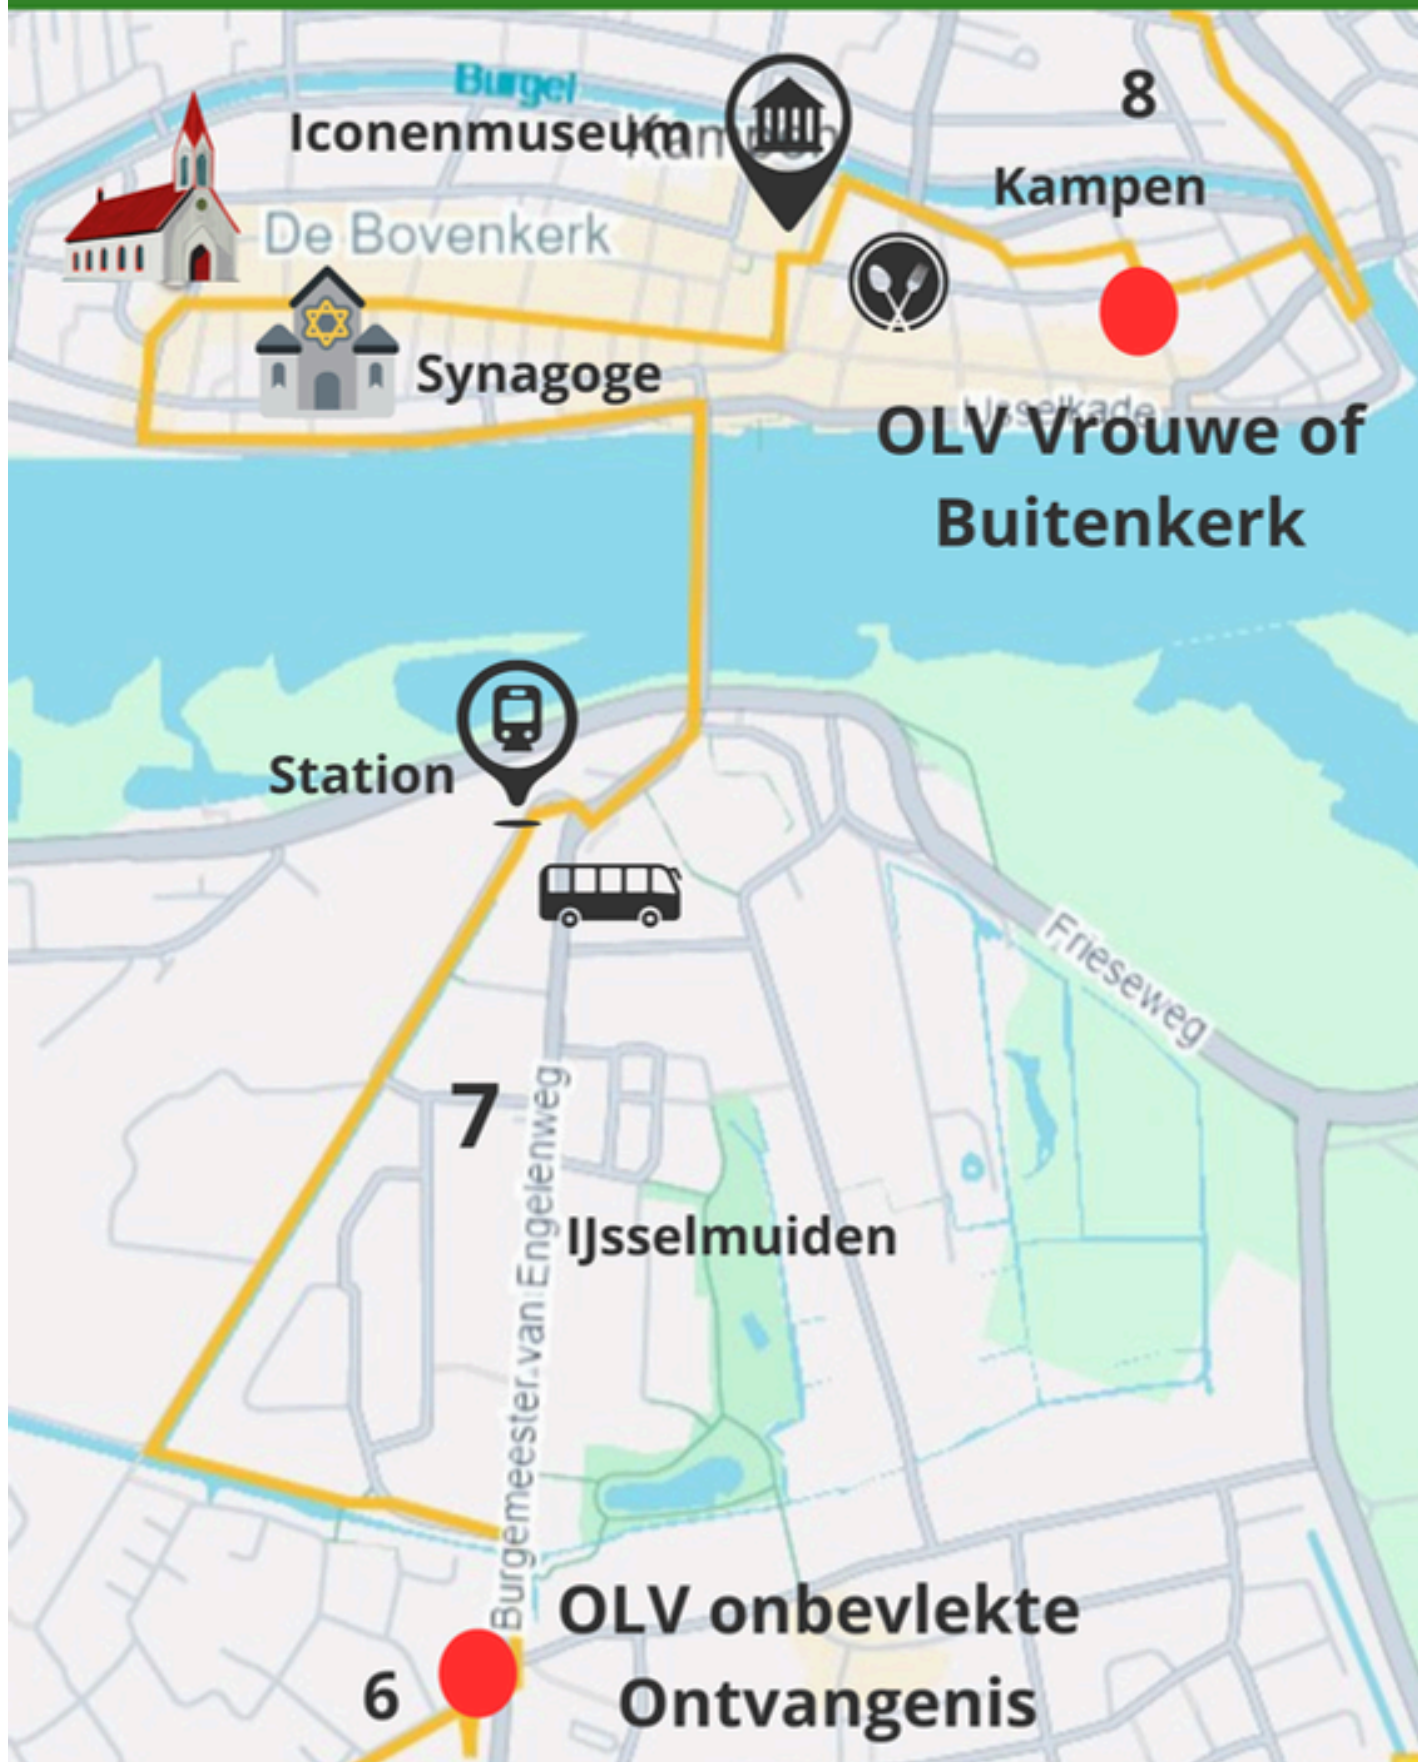 Burgel
8
Iconenmuseum
Kampen
Kampen
De Bovenkerk
Synagoge
IJsselkade
OLV Vrouwe of
Buitenkerk
Station
Frieseweg
7
Burgemeester van Engelenweg
IJsselmuiden
OLV onbevlekte
6
Ontvangenis